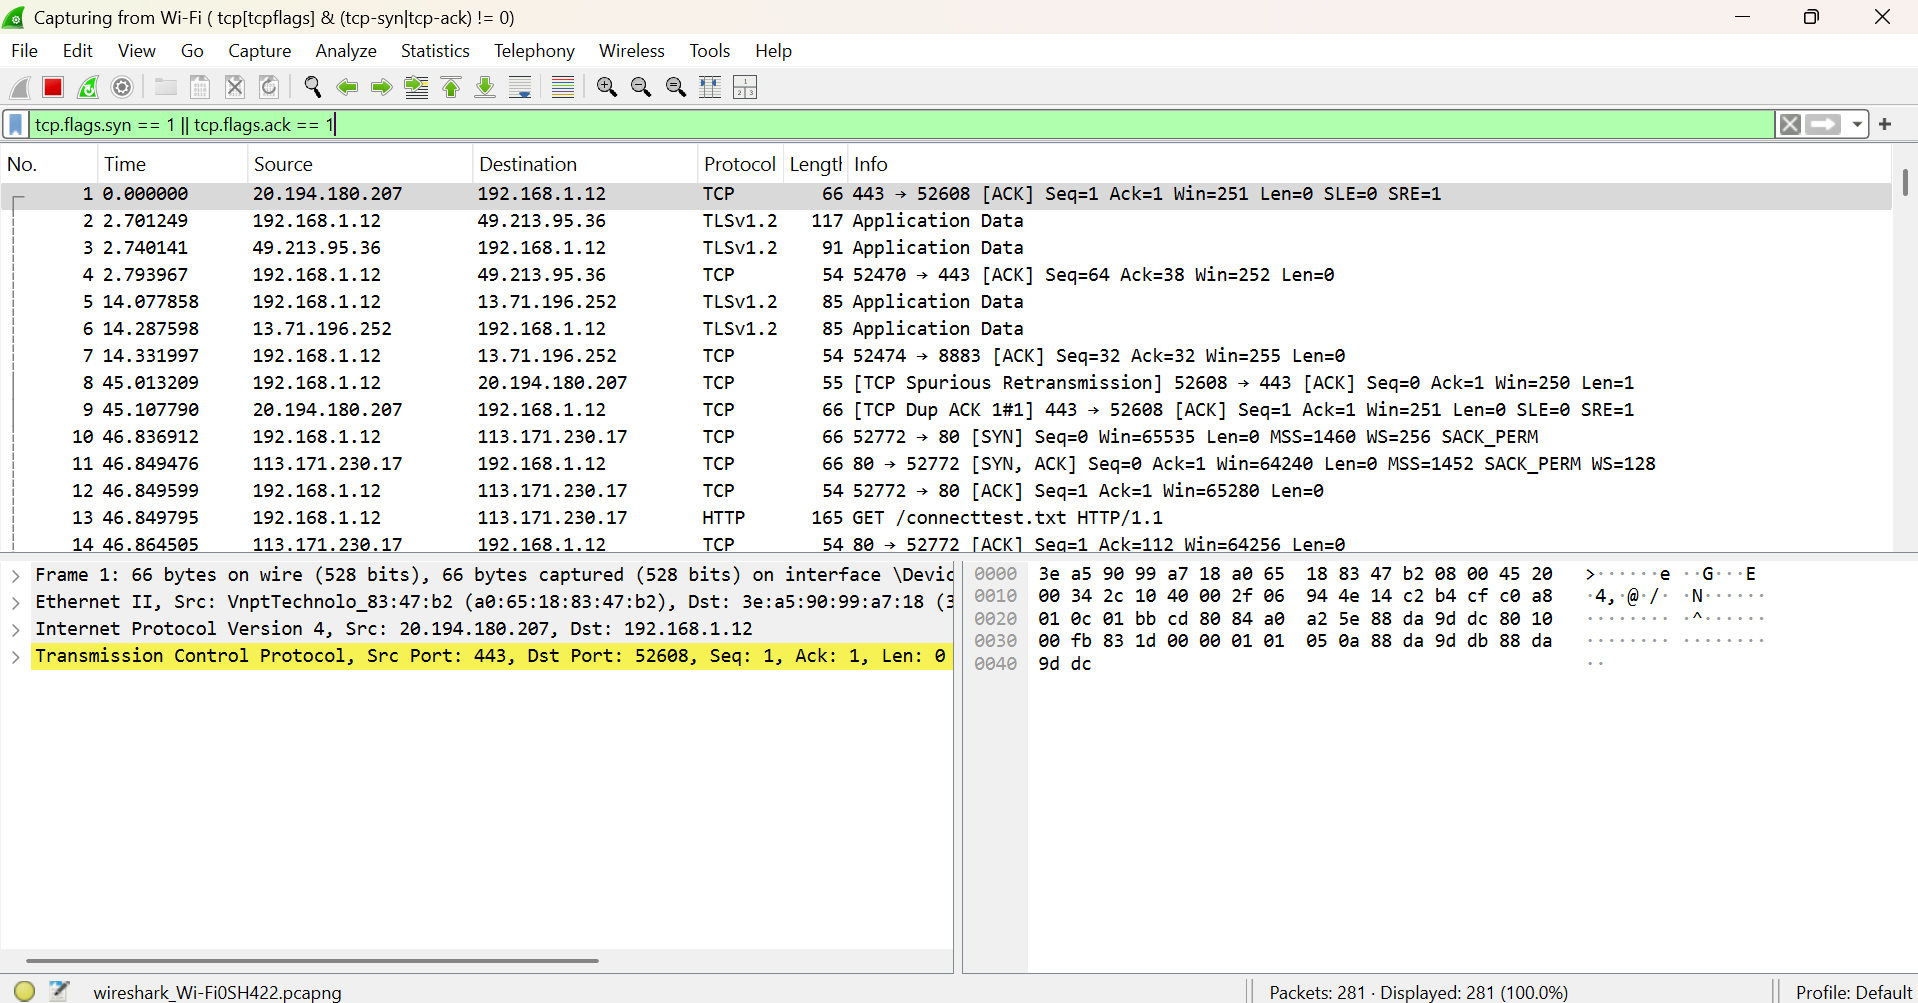 Capturing from Wi-Fi ( tcp[tcpflags] & (tcp-syn|tcp-ack) != 0)
File Edit View Go Capture Analyze Statistics Telephony Wireless Tools Help
tcp.flags.syn == 1 || tcp.flags.ack == 1
No. Time Source Destination Protocol Length Info
1 0.000000 20.194.180.207 192.168.1.12 TCP 66 443 → 52608 [ACK] Seq=1 Ack=1 Win=251 Len=0 SLE=0 SRE=1
2 2.701249 192.168.1.12 49.213.95.36 TLSv1.2 117 Application Data
3 2.740141 49.213.95.36 192.168.1.12 TLSv1.2 91 Application Data
4 2.793967 192.168.1.12 49.213.95.36 TCP 54 52470 → 443 [ACK] Seq=64 Ack=38 Win=252 Len=0
5 14.077858 192.168.1.12 13.71.196.252 TLSv1.2 85 Application Data
6 14.287598 13.71.196.252 192.168.1.12 TLSv1.2 85 Application Data
7 14.331997 192.168.1.12 13.71.196.252 TCP 54 52474 → 8883 [ACK] Seq=32 Ack=32 Win=255 Len=0
8 45.013209 192.168.1.12 20.194.180.207 TCP 55 [TCP Spurious Retransmission] 52608 → 443 [ACK] Seq=0 Ack=1 Win=250 Len=1
9 45.107790 20.194.180.207 192.168.1.12 TCP 66 [TCP Dup ACK 1#1] 443 → 52608 [ACK] Seq=1 Ack=1 Win=251 Len=0 SLE=0 SRE=1
10 46.836912 192.168.1.12 113.171.230.17 TCP 66 52772 → 80 [SYN] Seq=0 Win=65535 Len=0 MSS=1460 WS=256 SACK_PERM
11 46.849476 113.171.230.17 192.168.1.12 TCP 66 80 → 52772 [SYN, ACK] Seq=0 Ack=1 Win=64240 Len=0 MSS=1452 SACK_PERM WS=128
12 46.849599 192.168.1.12 113.171.230.17 TCP 54 52772 → 80 [ACK] Seq=1 Ack=1 Win=65280 Len=0
13 46.849795 192.168.1.12 113.171.230.17 HTTP 165 GET /connecttest.txt HTTP/1.1
14 46.864505 113.171.230.17 192.168.1.12 TCP 54 80 → 52772 [ACK] Seq=1 Ack=112 Win=64256 Len=0
Frame 1: 66 bytes on wire (528 bits), 66 bytes captured (528 bits) on interface \Devic
Ethernet II, Src: VnptTechnolo_83:47:b2 (a0:65:18:83:47:b2), Dst: 3e:a5:90:99:a7:18 (3
Internet Protocol Version 4, Src: 20.194.180.207, Dst: 192.168.1.12
Transmission Control Protocol, Src Port: 443, Dst Port: 52608, Seq: 1, Ack: 1, Len: 0
0000 3e a5 90 99 a7 18 a0 65 18 83 47 b2 08 00 45 20 >······e ··G···E
0010 00 34 2c 10 40 00 2f 06 94 4e 14 c2 b4 cf c0 a8 ·4,·@·/· ·N······
0020 01 0c 01 bb cd 80 84 a0 a2 5e 88 da 9d dc 80 10 ········ ·^······
0030 00 fb 83 1d 00 00 01 01 05 0a 88 da 9d db 88 da ········ ········
0040 9d dc ··
wireshark_Wi-Fi0SH422.pcapng Packets: 281 · Displayed: 281 (100.0%) Profile: Default